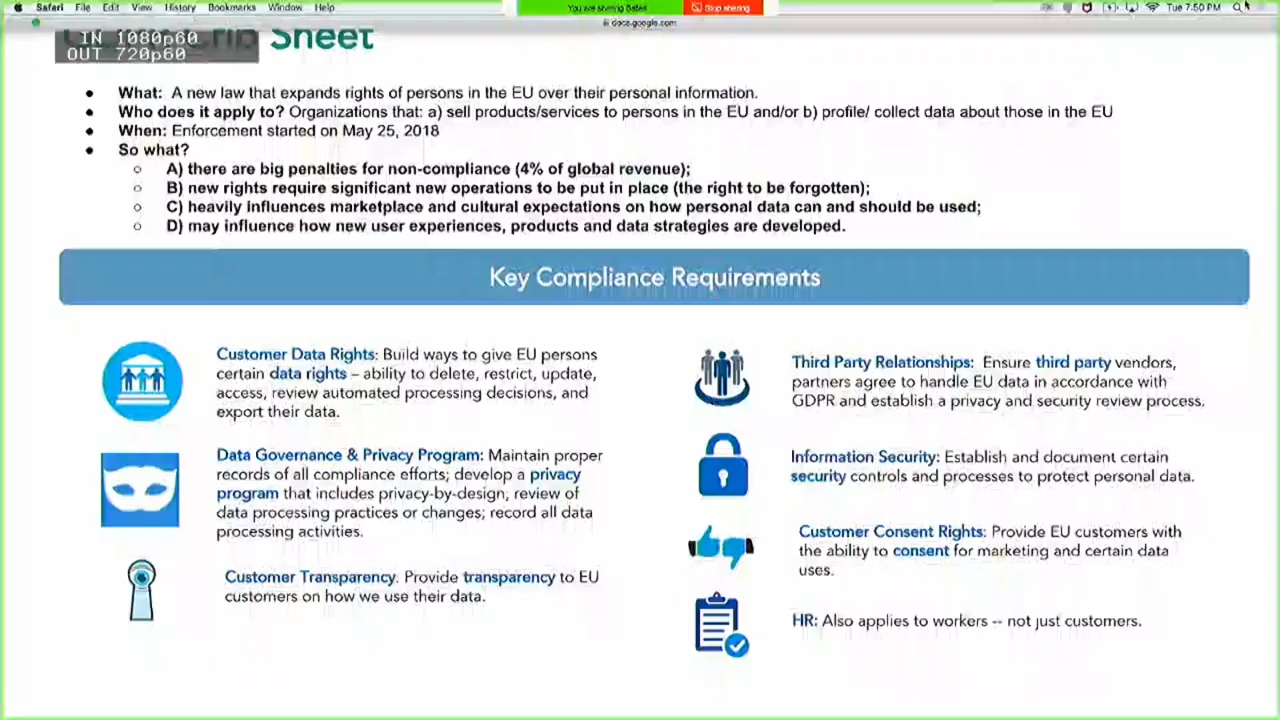 Safari File Edit View History Bookmarks Window Help
You are sharing
Stop sharing
Tue 7:50 PM
docs.google.com
IN 1080p60
OUT 720p60
Sheet
What: A new law that expands rights of persons in the EU over their personal information.
Who does it apply to? Organizations that: a) sell products/services to persons in the EU and/or b) profile/ collect data about those in the EU
When: Enforcement started on May 25, 2018
So what?
A) there are big penalties for non-compliance (4% of global revenue);
B) new rights require significant new operations to be put in place (the right to be forgotten);
C) heavily influences marketplace and cultural expectations on how personal data can and should be used;
D) may influence how new user experiences, products and data strategies are developed.
Key Compliance Requirements
Customer Data Rights: Build ways to give EU persons
certain data rights – ability to delete, restrict, update,
access, review automated processing decisions, and
export their data.
Data Governance & Privacy Program: Maintain proper
records of all compliance efforts; develop a privacy
program that includes privacy-by-design; review of
data processing practices or changes; record all data
processing activities.
Customer Transparency. Provide transparency to EU
customers on how we use their data.
Third Party Relationships: Ensure third party vendors,
partners agree to handle EU data in accordance with
GDPR and establish a privacy and security review process.
Information Security: Establish and document certain
security controls and processes to protect personal data.
Customer Consent Rights: Provide EU customers with
the ability to consent for marketing and certain data
uses.
HR: Also applies to workers -- not just customers.